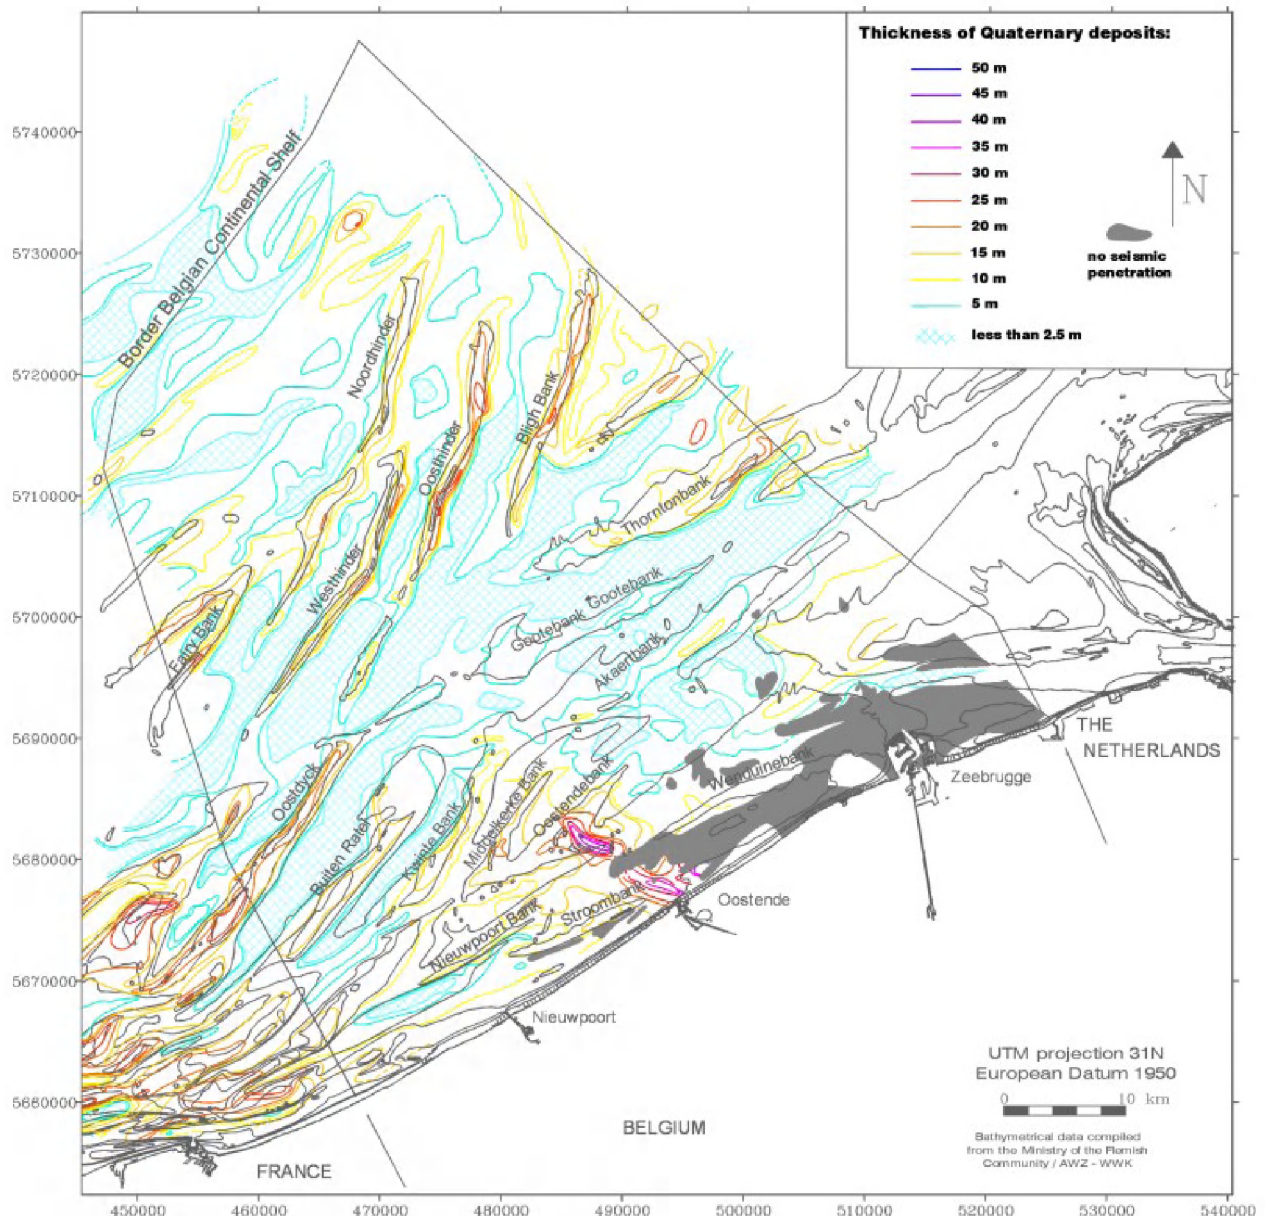 Thickness of Quaternary deposits:
50 m
45 m
40 m
35 m
30 m
25 m
20 m
15 m
10 m
5 m
less than 2.5 m
N
no seismic
penetration
5740000
5730000
5720000
5710000
5700000
5690000
5680000
5670000
5660000
Border Belgian Continental Shelf
Noordhinder
Oosthinder
Bligh Bank
Thorntonbank
Westhinder
Fairy Bank
Gootebank
Gootebank
Akaertbank
Oostdyck
Buiten Ratel
Kwinte Bank
Middelkerke Bank
Oostendebank
Wenduinebank
Stroombank
Nieuwpoort Bank
THE
NETHERLANDS
Zeebrugge
Oostende
Nieuwpoort
BELGIUM
FRANCE
UTM projection 31N
European Datum 1950
0 10 km
Bathymetrical data compiled
from the Ministry of the Flemish
Community / AWZ - WWK
450000 460000 470000 480000 490000 500000 510000 520000 530000 540000